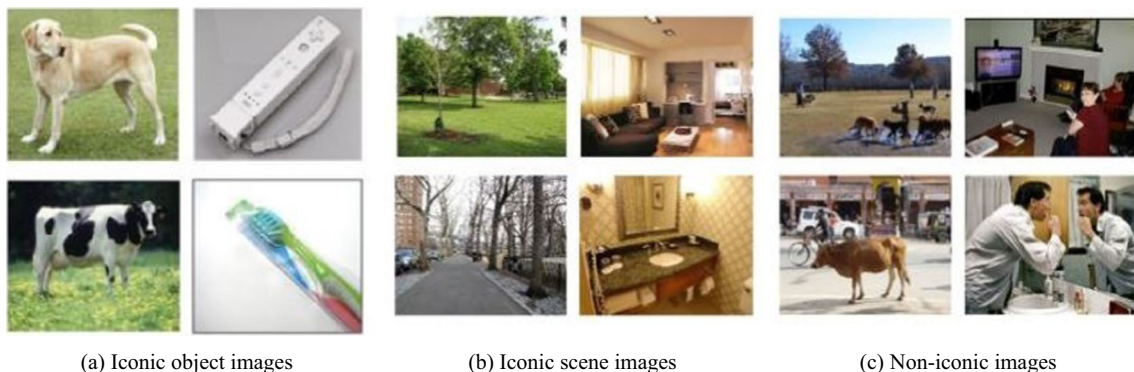 (a) Iconic object images
(b) Iconic scene images
(c) Non-iconic images